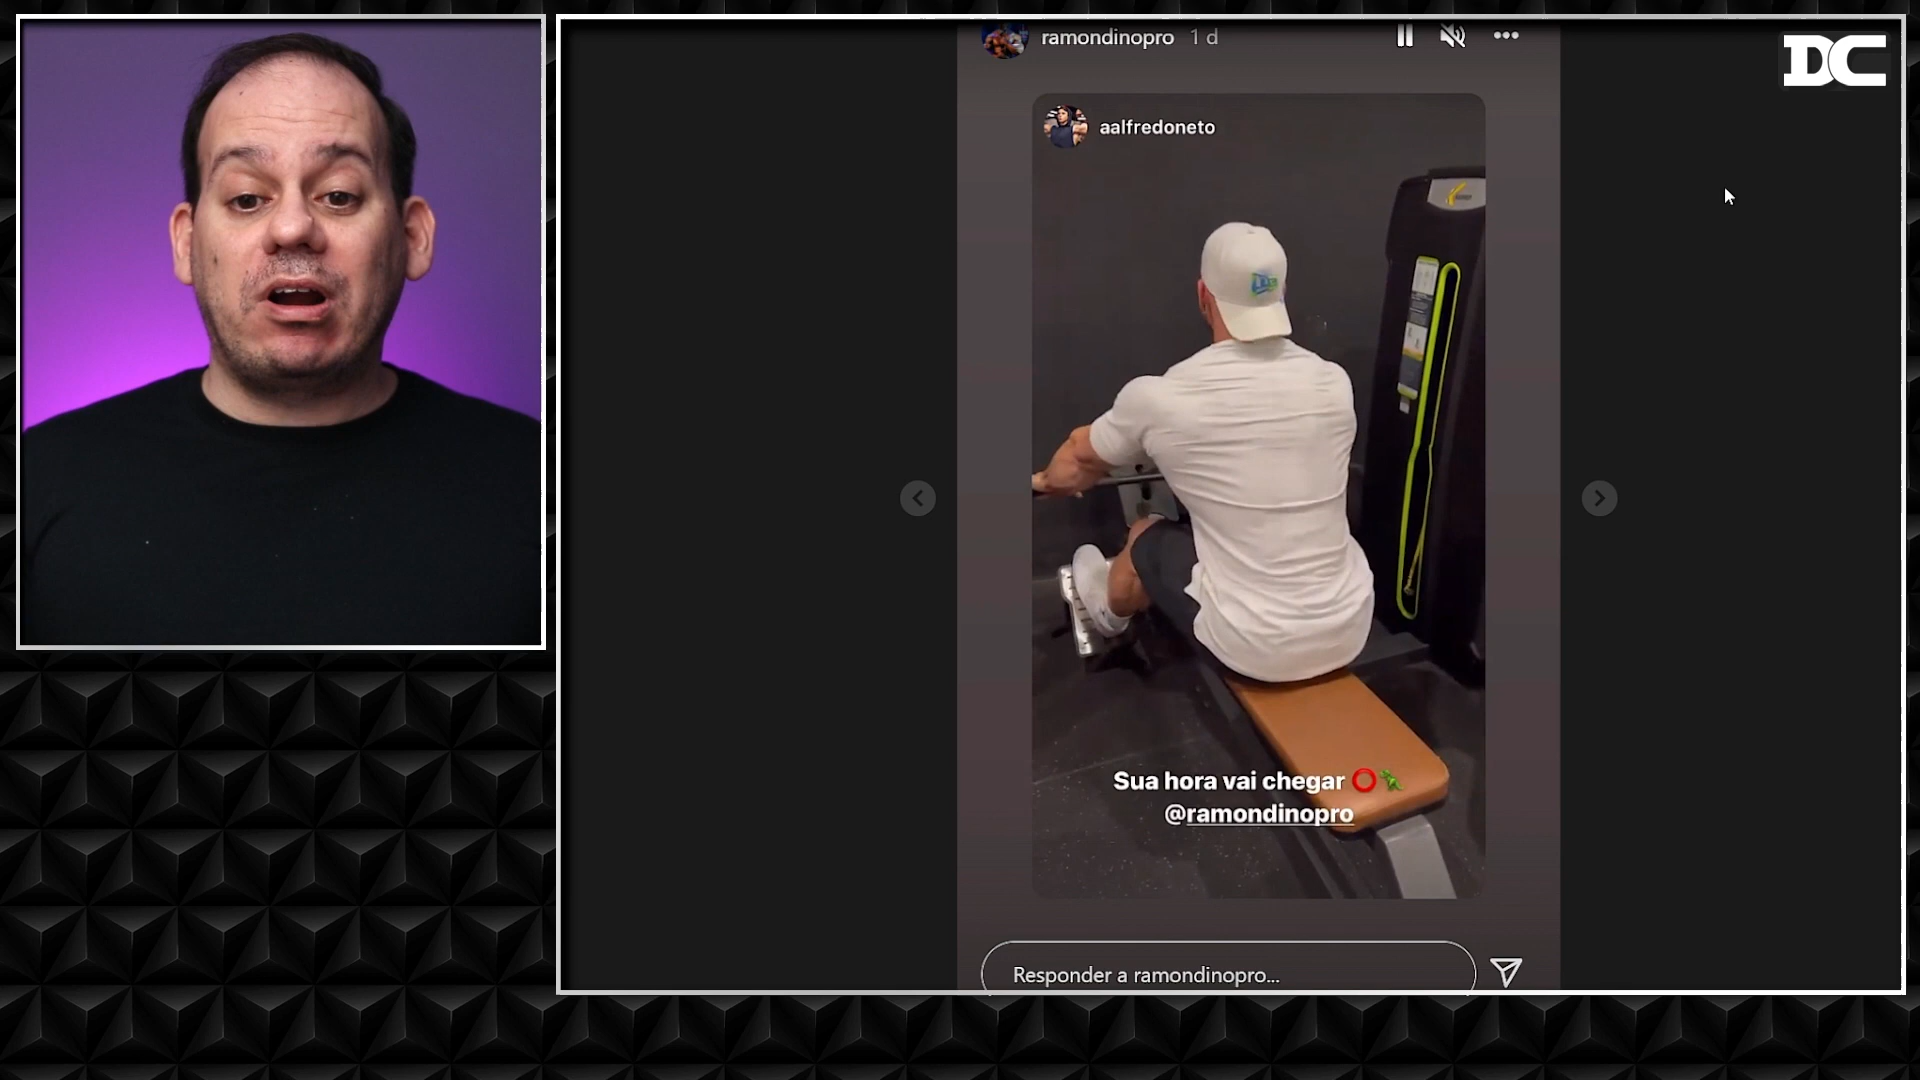 ramondinopro 1 d
DC
aalfredoneto
Sua hora vai chegar
@ramondinopro
Responder a ramondinopro...